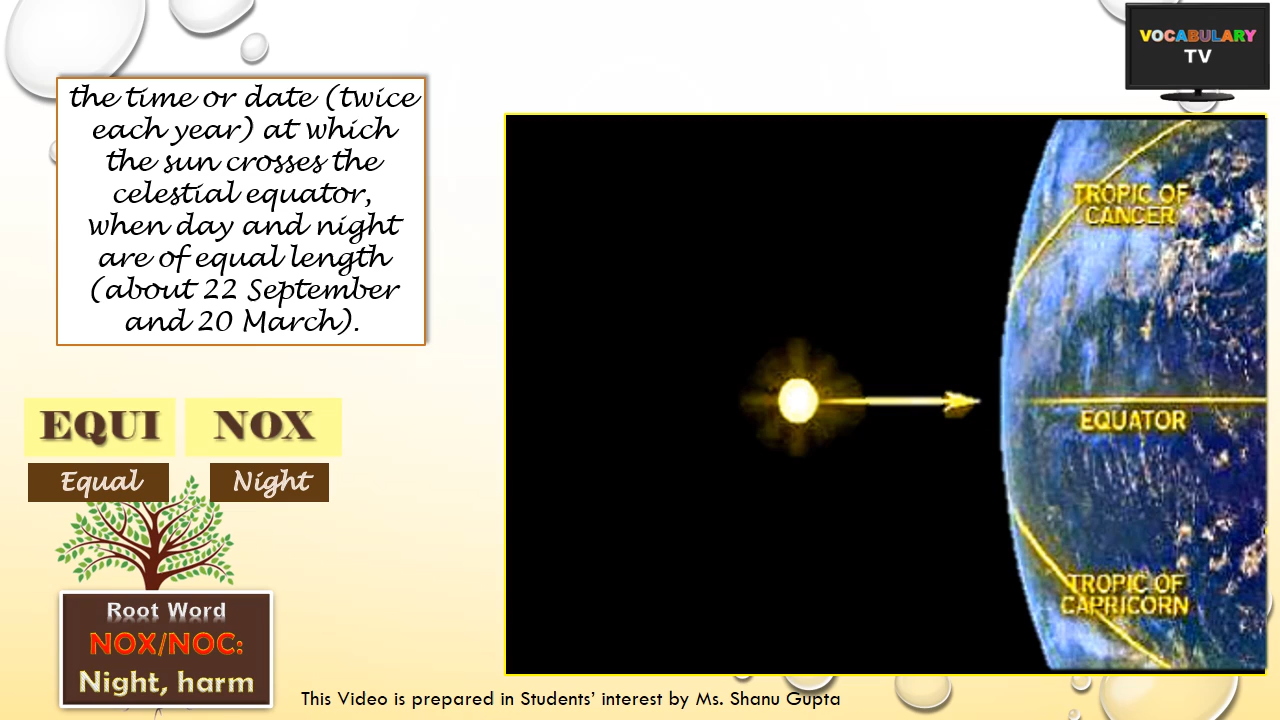 VOCABULARY
TV
the time or date (twice
each year) at which
the sun crosses the
celestial equator,
when day and night
are of equal length
(about 22 September
and 20 March).
TROPIC OF
CANCER
EQUATOR
TROPIC OF
CAPRICORN
EQUI NOX
Equal Night
Root Word
NOX/NOC:
Night, harm
This Video is prepared in Students’ interest by Ms. Shanu Gupta